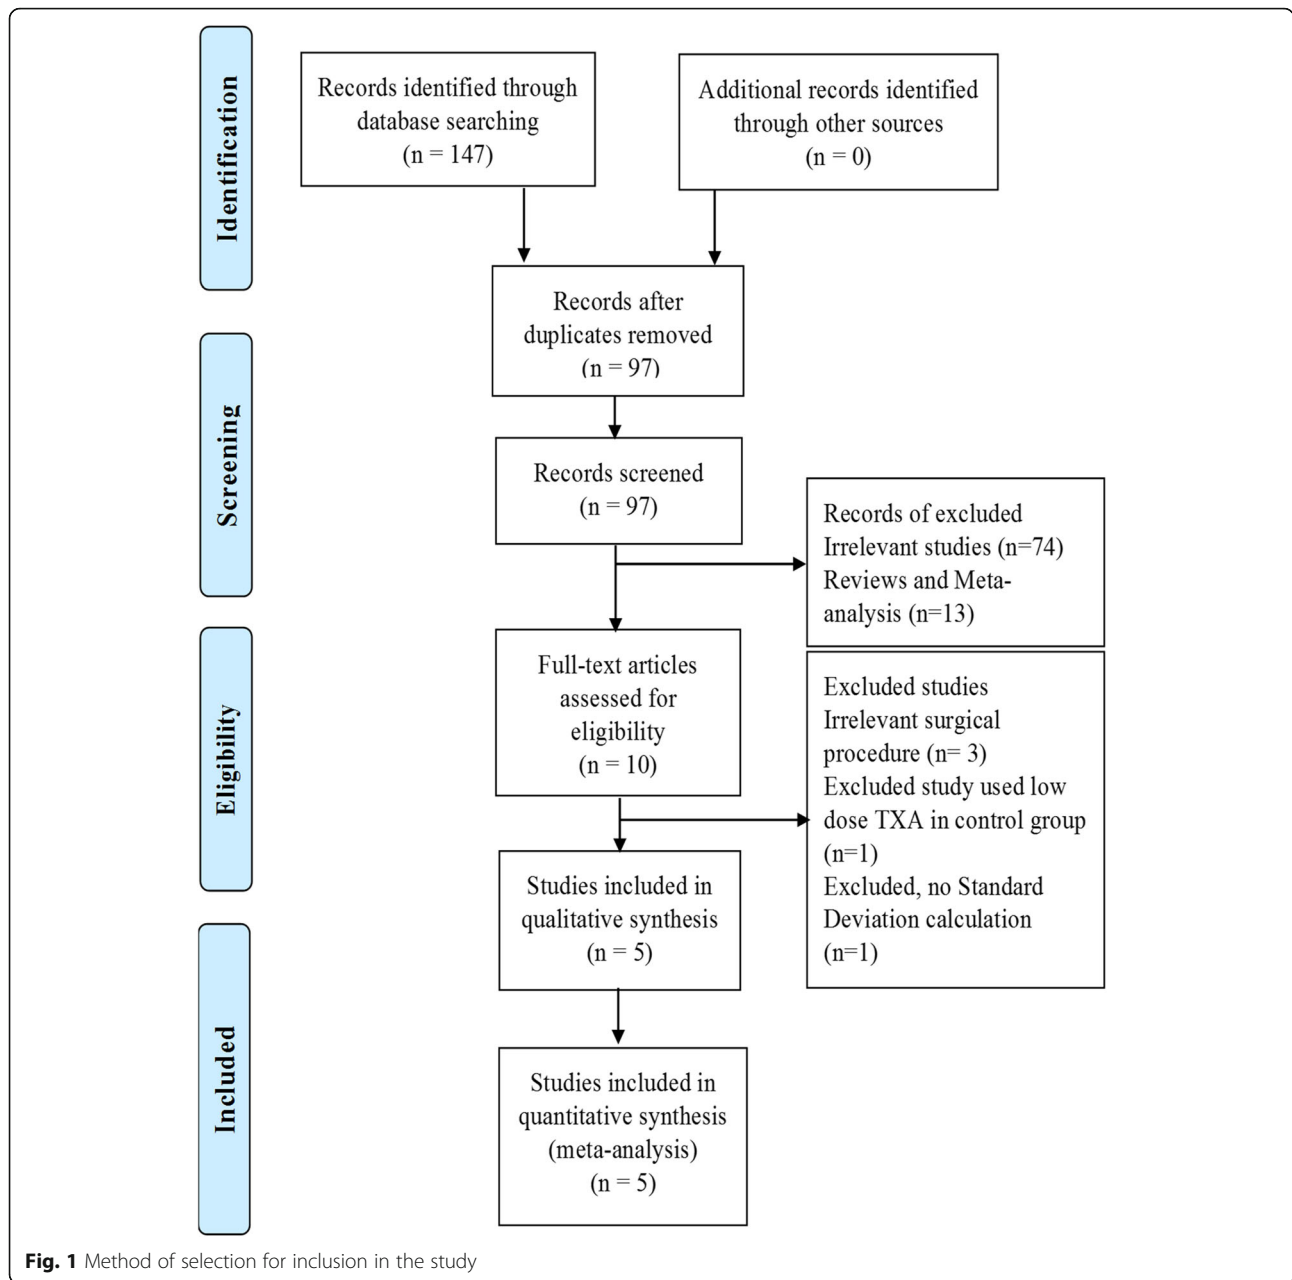 Identification
Records identified through
database searching
(n = 147)
Additional records identified
through other sources
(n = 0)
Records after
duplicates removed
(n = 97)
Screening
Records screened
(n = 97)
Records of excluded
Irrelevant studies (n=74)
Reviews and Meta-
analysis (n=13)
Eligibility
Full-text articles
assessed for
eligibility
(n = 10)
Excluded studies
Irrelevant surgical
procedure (n= 3)
Excluded study used low
dose TXA in control group
(n=1)
Excluded, no Standard
Deviation calculation
(n=1)
Studies included in
qualitative synthesis
(n = 5)
Included
Studies included in
quantitative synthesis
(meta-analysis)
(n = 5)
Fig. 1 Method of selection for inclusion in the study